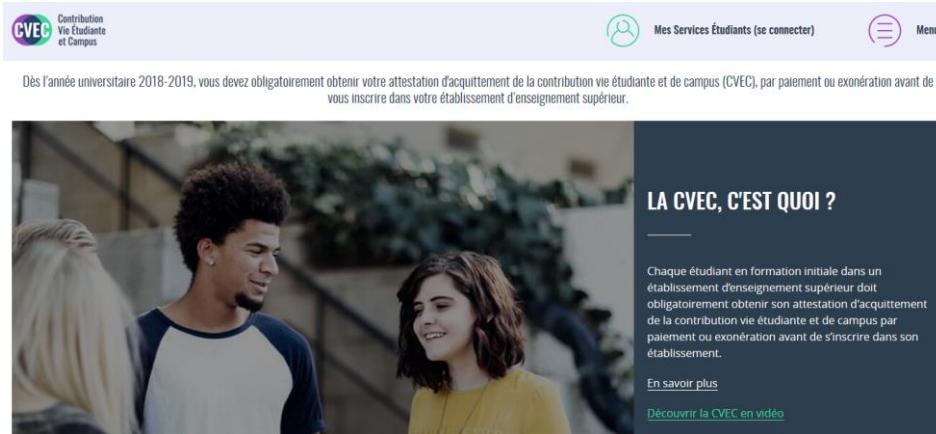 CVEC
Contribution
Vie Étudiante
et Campus
Mes Services Étudiants (se connecter)
Menu
Dès l'année universitaire 2018-2019, vous devez obligatoirement obtenir votre attestation d'acquittement de la contribution vie étudiante et de campus (CVEC), par paiement ou exonération avant de
vous inscrire dans votre établissement d'enseignement supérieur.
LA CVEC, C'EST QUOI ?
Chaque étudiant en formation initiale dans un
établissement d'enseignement supérieur doit
obligatoirement obtenir son attestation d'acquittement
de la contribution vie étudiante et de campus par
paiement ou exonération avant de s'inscrire dans son
établissement.
En savoir plus
Découvrir la CVEC en vidéo